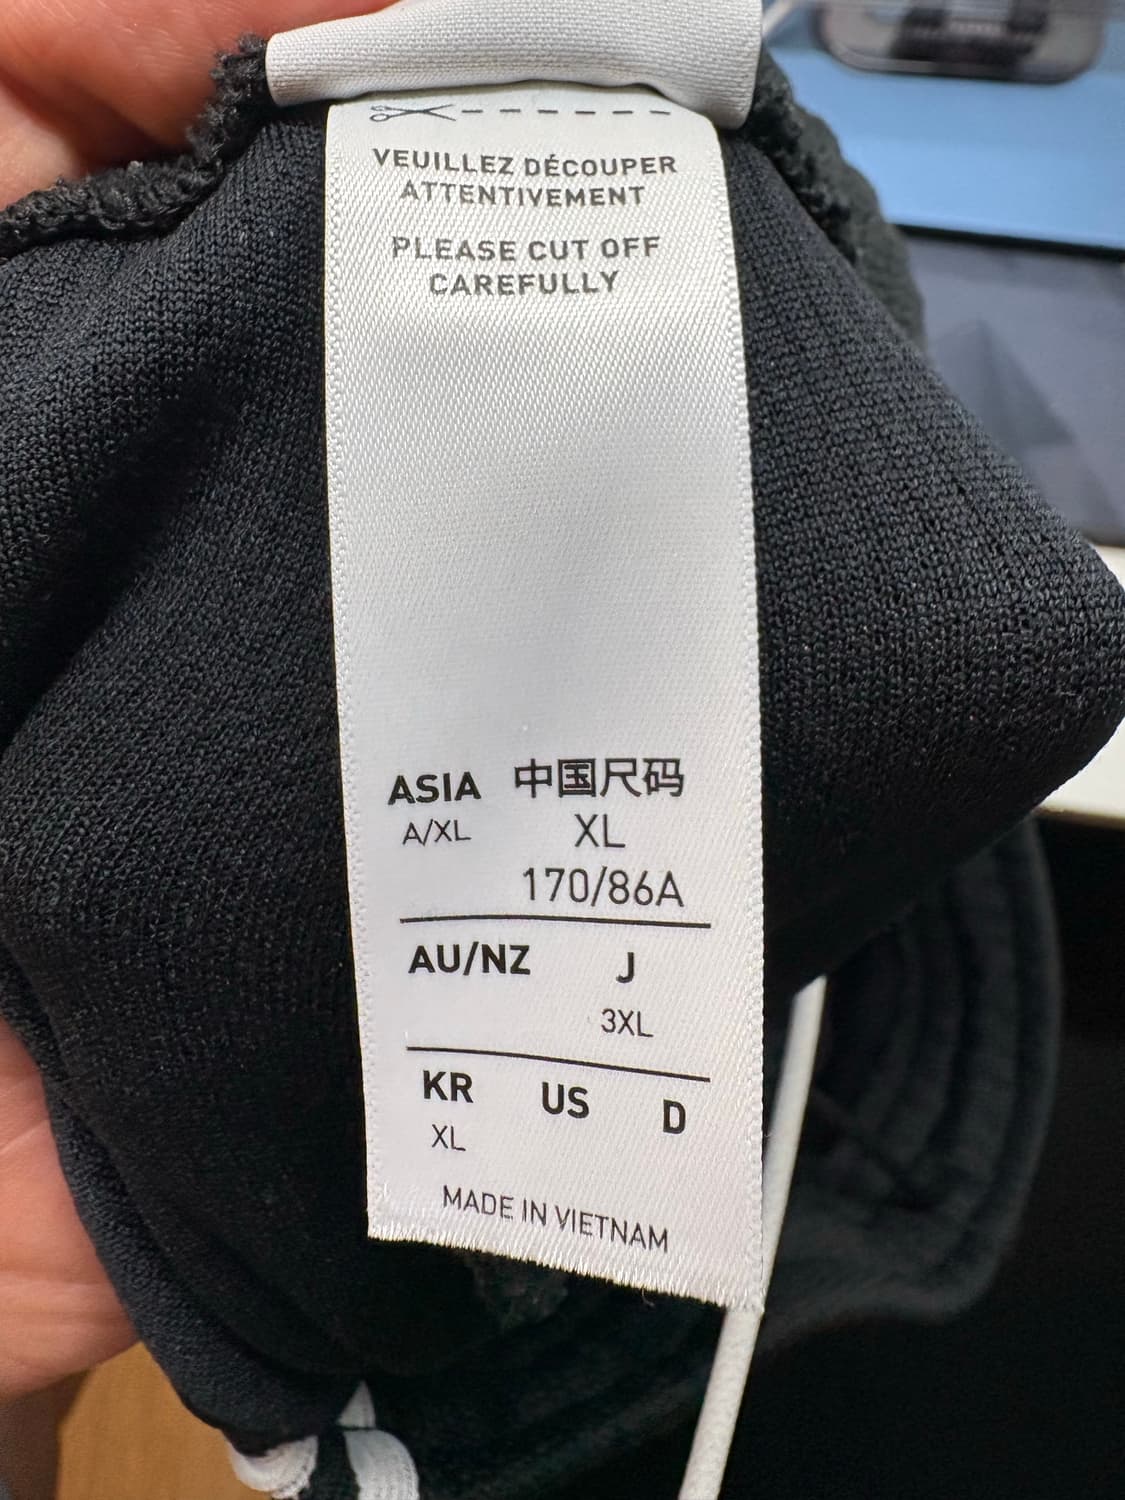 VEUILLEZ DÉCOUPER
ATTENTIVEMENT
PLEASE CUT OFF
CAREFULLY
ASIA 中国尺码
A/XL XL
170/86A
AU/NZ J
3XL
KR US D
XL
MADE IN VIETNAM